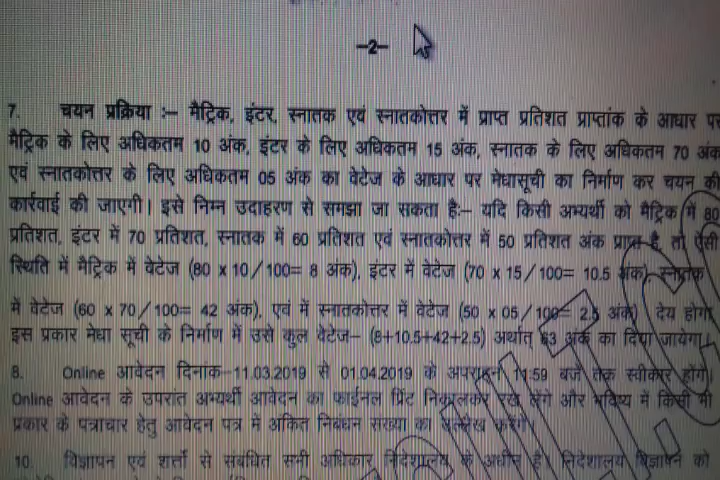 –2–
7. चयन प्रक्रिया :– मैट्रिक, इंटर, स्नातक एवं स्नातकोत्तर में प्राप्त प्रतिशत प्राप्तांक के आधार पर
मैट्रिक के लिए अधिकतम 10 अंक, इंटर के लिए अधिकतम 15 अंक, स्नातक के लिए अधिकतम 70 अंक
एवं स्नातकोत्तर के लिए अधिकतम 05 अंक का वेटेज के आधार पर मेधासूची का निर्माण कर चयन की
कार्रवाई की जाएगी। इसे निम्न उदाहरण से समझा जा सकता है:– यदि किसी अभ्यर्थी को मैट्रिक में 80
प्रतिशत, इंटर में 70 प्रतिशत, स्नातक में 60 प्रतिशत एवं स्नातकोत्तर में 50 प्रतिशत अंक प्राप्त है, तो ऐसी
स्थिति में मैट्रिक में वेटेज (80 x 10/100= 8 अंक), इंटर में वेटेज (70 x 15/100= 10.5 अंक), स्नातक
में वेटेज (60 x 70/100= 42 अंक), एवं में स्नातकोत्तर में वेटेज (50 x 05/100= 2.5 अंक) देय होगा
इस प्रकार मेधा सूची के निर्माण में उसे कुल वेटेज– (8+10.5+42+2.5) अर्थात् 63 अंक का दिया जायेगा।
8. Online आवेदन दिनांक–11.03.2019 से 01.04.2019 के अपराहन 11:59 बजे तक स्वीकार होंगे।
Online आवेदन के उपरांत अभ्यर्थी आवेदन का फाईनल प्रिंट निकालकर रख लेंगे और भविष्य में किसी भी
प्रकार के पत्राचार हेतु आवेदन पत्र में अंकित निबंधन संख्या का उल्लेख करेंगे।
10. विज्ञापन एवं शर्तों से संबंधित सभी अधिकार निदेशालय के अधीन है। निदेशालय विज्ञापन को